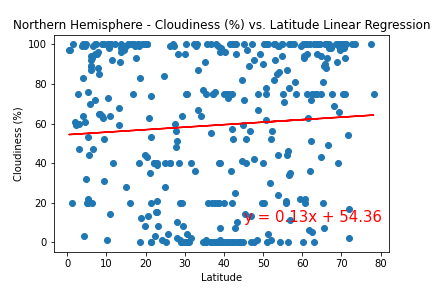 Northern Hemisphere - Cloudiness (%) vs. Latitude Linear Regression
100
80
60
40
20
0
Cloudiness (%)
y = 0.13x + 54.36
0 10 20 30 40 50 60 70 80
Latitude